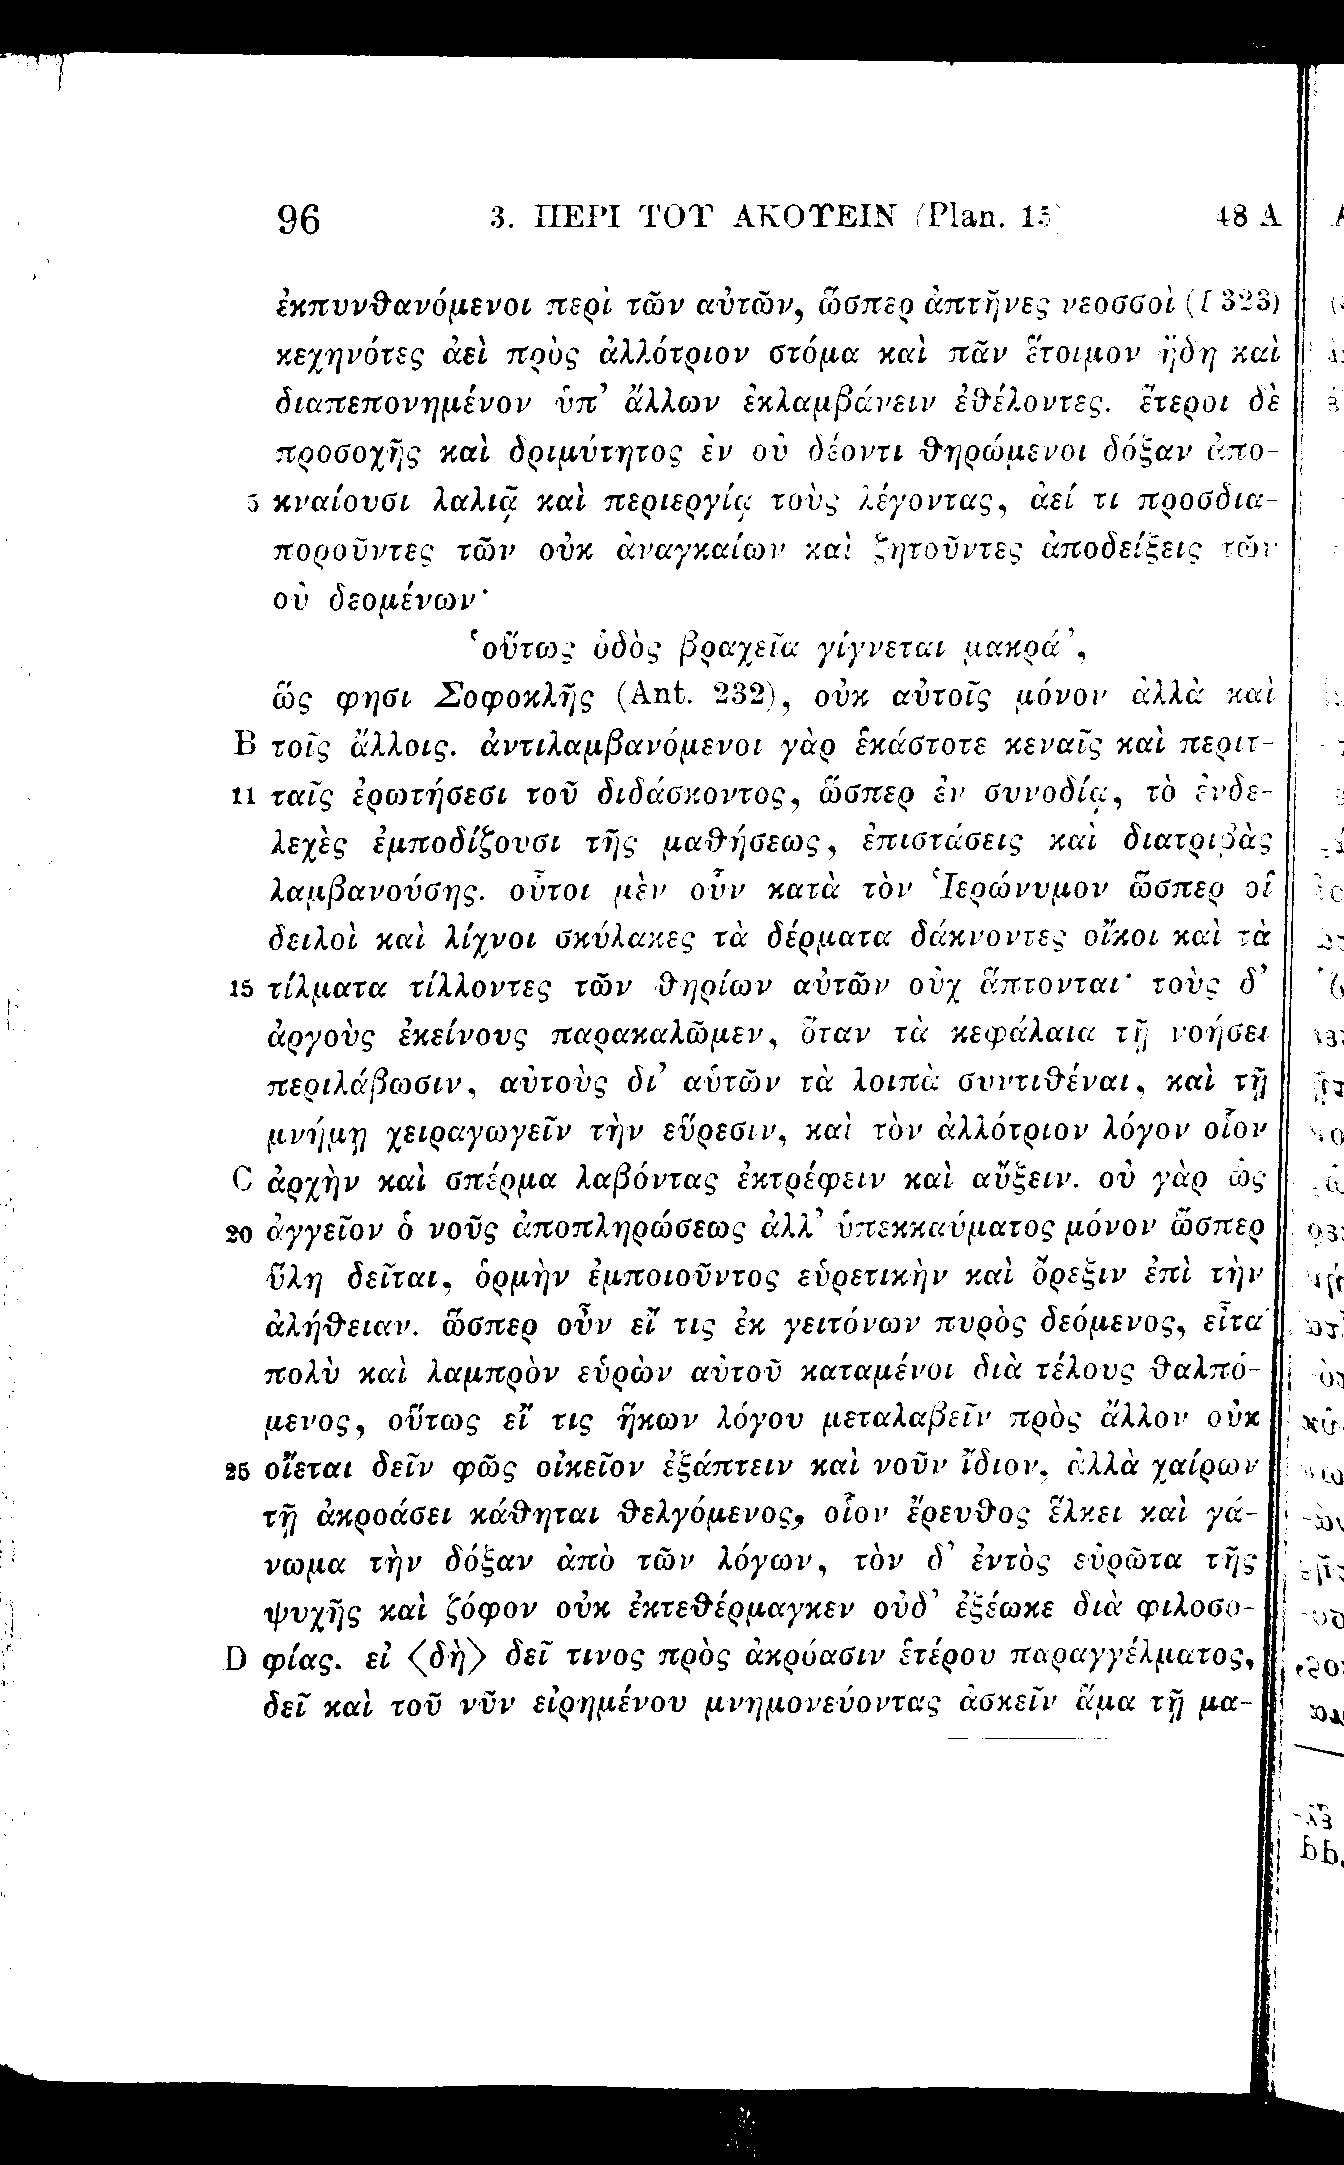 96 3. ΠΕΡΙ ΤΟΥ ΑΚΟΥΕΙΝ (Plan. 15) 48 A
ἐκπυνθανόμενοι περὶ τῶν αὐτῶν, ὥσπερ ἀπτῆνες νεοσσοὶ (I 323)
κεχηνότες ἀεὶ πρὸς ἀλλότριον στόμα καὶ πᾶν ἕτοιμον ἤδη καὶ
διαπεπονημένον ὑπ’ ἄλλων ἐκλαμβάνειν ἐθέλοντες. ἕτεροι δὲ
προσοχῆς καὶ δριμύτητος ἐν οὐ δέοντι θηρώμενοι δόξαν ἀπο-
5 κναίουσι λαλιᾷ καὶ περιεργίᾳ τοὺς λέγοντας, ἀεί τι προσδια-
ποροῦντες τῶν οὐκ ἀναγκαίων καὶ ζητοῦντες ἀποδείξεις τῶν
οὐ δεομένων·
‘οὕτως ὁδὸς βραχεῖα γίγνεται μακρά’,
ὥς φησι Σοφοκλῆς (Ant. 232), οὐκ αὐτοῖς μόνον ἀλλὰ καὶ
B τοῖς ἄλλοις. ἀντιλαμβανόμενοι γὰρ ἑκάστοτε κεναῖς καὶ περιτ-
11 ταῖς ἐρωτήσεσι τοῦ διδάσκοντος, ὥσπερ ἐν συνοδίᾳ, τὸ ἐνδε-
λεχὲς ἐμποδίζουσι τῆς μαθήσεως, ἐπιστάσεις καὶ διατριβὰς
λαμβανούσης. οὗτοι μὲν οὖν κατὰ τὸν Ἱερώνυμον ὥσπερ οἱ
δειλοὶ καὶ λίχνοι σκύλακες τὰ δέρματα δάκνοντες οἴκοι καὶ τὰ
15 τίλματα τίλλοντες τῶν θηρίων αὐτῶν οὐχ ἅπτονται· τοὺς δ’
ἀργοὺς ἐκείνους παρακαλῶμεν, ὅταν τὰ κεφάλαια τῇ νοήσει
περιλάβωσιν, αὐτοὺς δι’ αὑτῶν τὰ λοιπὰ συντιθέναι, καὶ τῇ
μνήμῃ χειραγωγεῖν τὴν εὕρεσιν, καὶ τὸν ἀλλότριον λόγον οἷον
C ἀρχὴν καὶ σπέρμα λαβόντας ἐκτρέφειν καὶ αὔξειν. οὐ γὰρ ὡς
20 ἀγγεῖον ὁ νοῦς ἀποπληρώσεως ἀλλ’ ὑπεκκαύματος μόνον ὥσπερ
ὕλη δεῖται, ὁρμὴν ἐμποιοῦντος εὑρετικὴν καὶ ὄρεξιν ἐπὶ τὴν
ἀλήθειαν. ὥσπερ οὖν εἴ τις ἐκ γειτόνων πυρὸς δεόμενος, εἶτα
πολὺ καὶ λαμπρὸν εὑρὼν αὐτοῦ καταμένοι διὰ τέλους θαλπό-
μενος, οὕτως εἴ τις ἥκων λόγου μεταλαβεῖν πρὸς ἄλλον οὐκ
25 οἴεται δεῖν φῶς οἰκεῖον ἐξάπτειν καὶ νοῦν ἴδιον, ἀλλὰ χαίρων
τῇ ἀκροάσει κάθηται θελγόμενος, οἷον ἔρευθος ἕλκει καὶ γά-
νωμα τὴν δόξαν ἀπὸ τῶν λόγων, τὸν δ’ ἐντὸς εὐρῶτα τῆς
ψυχῆς καὶ ζόφον οὐκ ἐκτεθέρμαγκεν οὐδ’ ἐξέωκε διὰ φιλοσο-
D φίας. εἰ ⟨δὴ⟩ δεῖ τινος πρὸς ἀκρόασιν ἑτέρου παραγγέλματος,
δεῖ καὶ τοῦ νῦν εἰρημένου μνημονεύοντας ἀσκεῖν ἅμα τῇ μα-